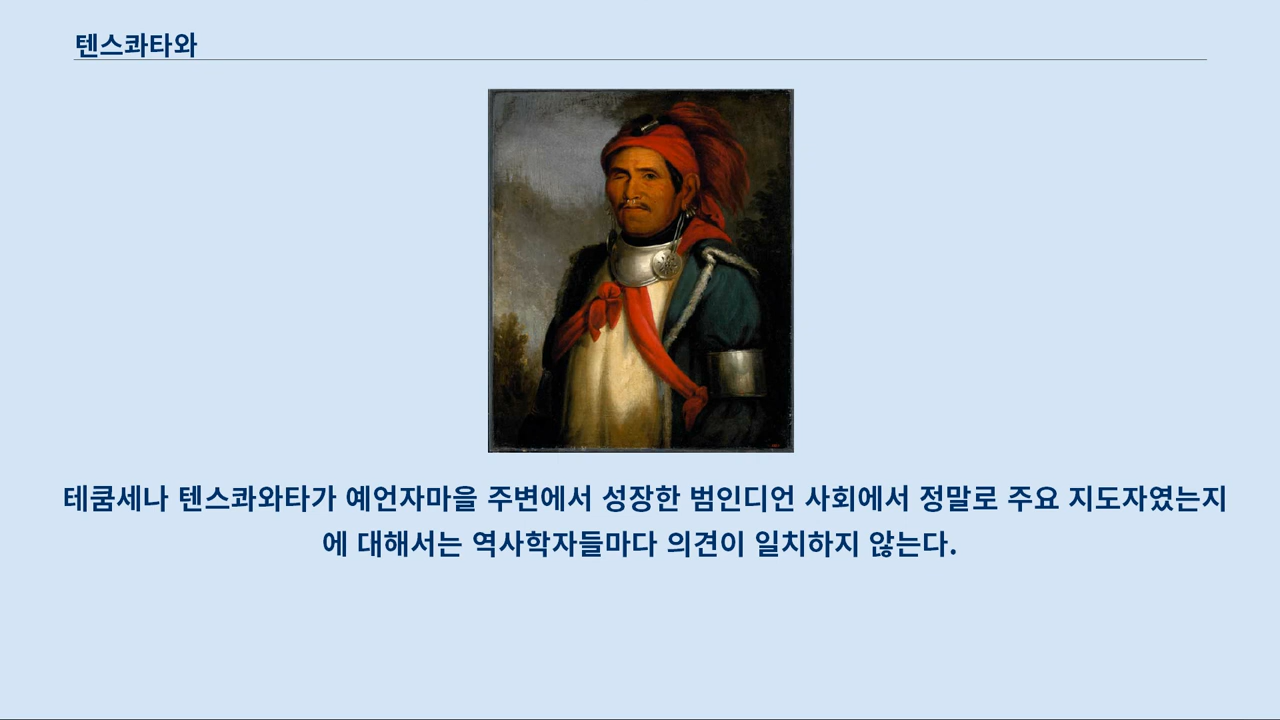 텐스콰타와
테쿰세나 텐스콰와타가 예언자마을 주변에서 성장한 범인디언 사회에서 정말로 주요 지도자였는지
에 대해서는 역사학자들마다 의견이 일치하지 않는다.